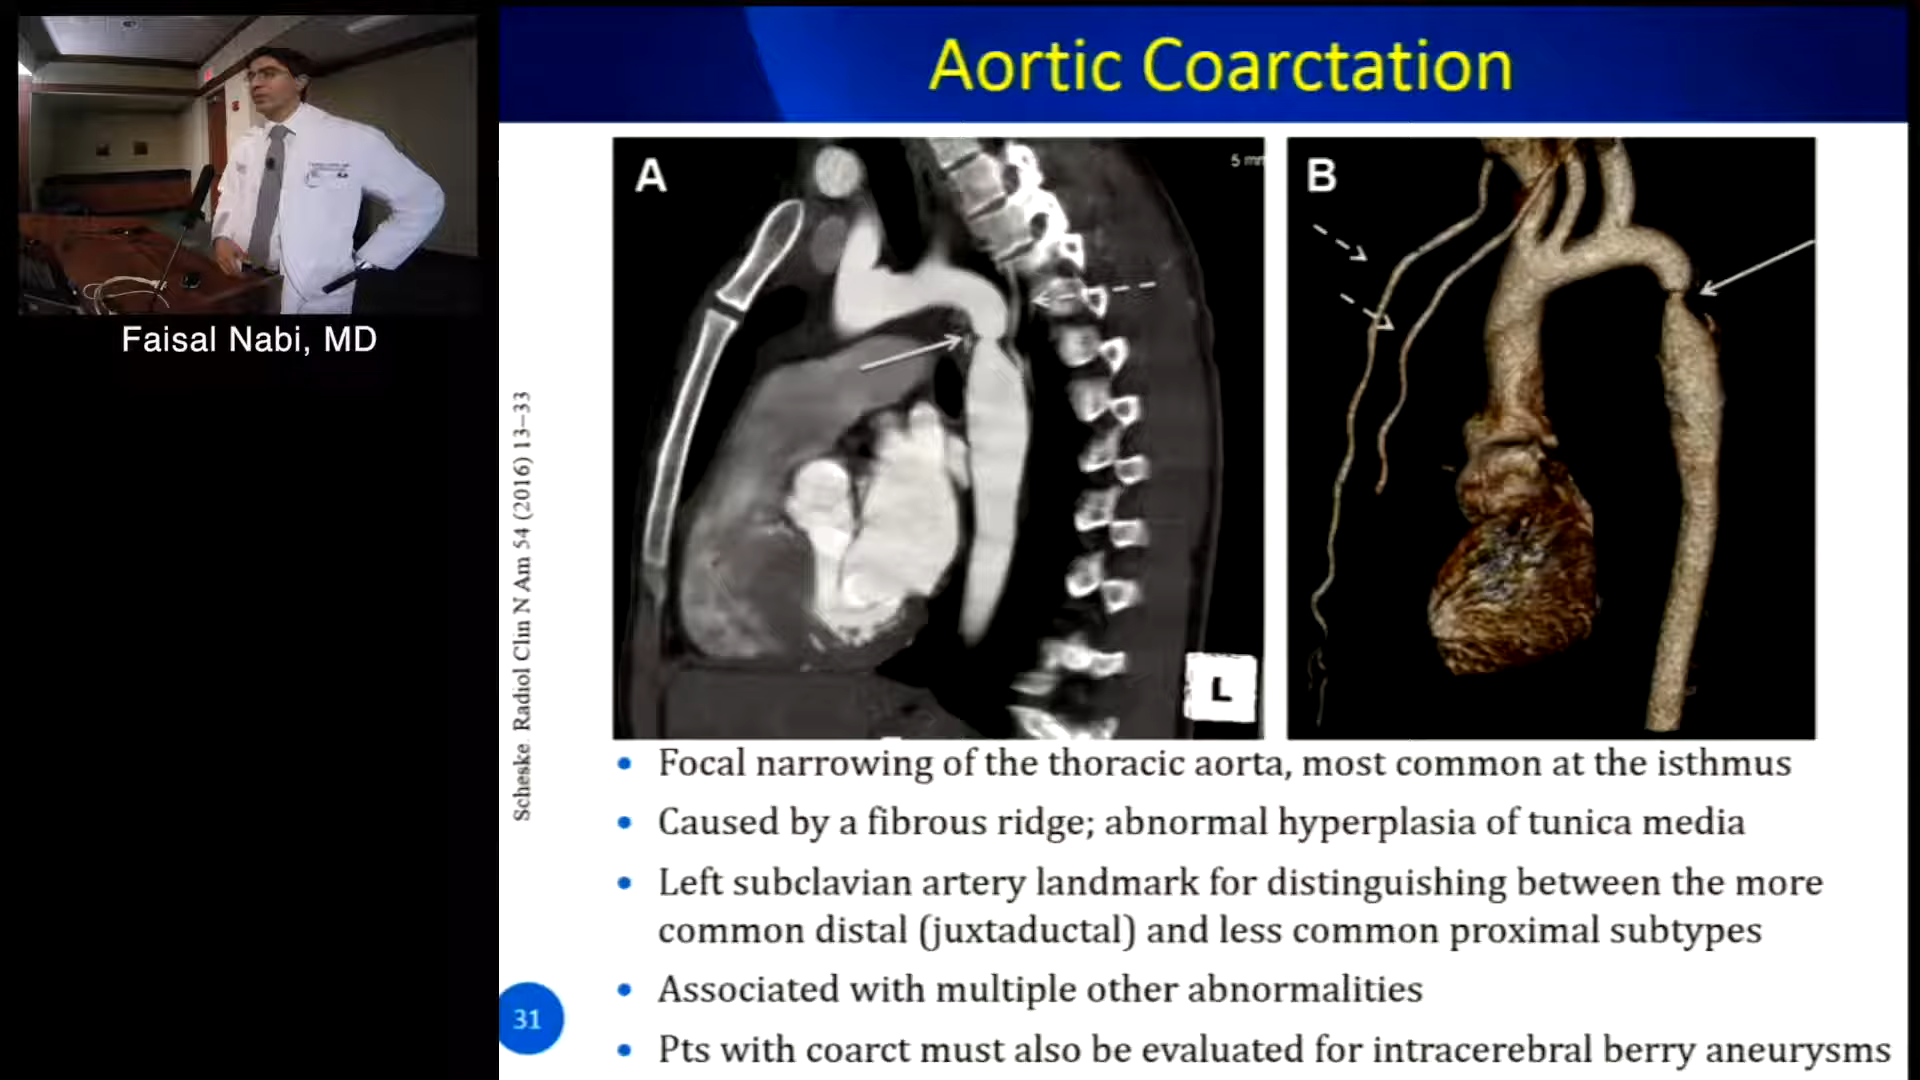 Aortic Coarctation
Faisal Nabi, MD
A
5 mm
B
L
Scheske. Radiol Clin N Am 54 (2016) 13–33
• Focal narrowing of the thoracic aorta, most common at the isthmus
• Caused by a fibrous ridge; abnormal hyperplasia of tunica media
• Left subclavian artery landmark for distinguishing between the more
common distal (juxtaductal) and less common proximal subtypes
• Associated with multiple other abnormalities
• Pts with coarct must also be evaluated for intracerebral berry aneurysms
31